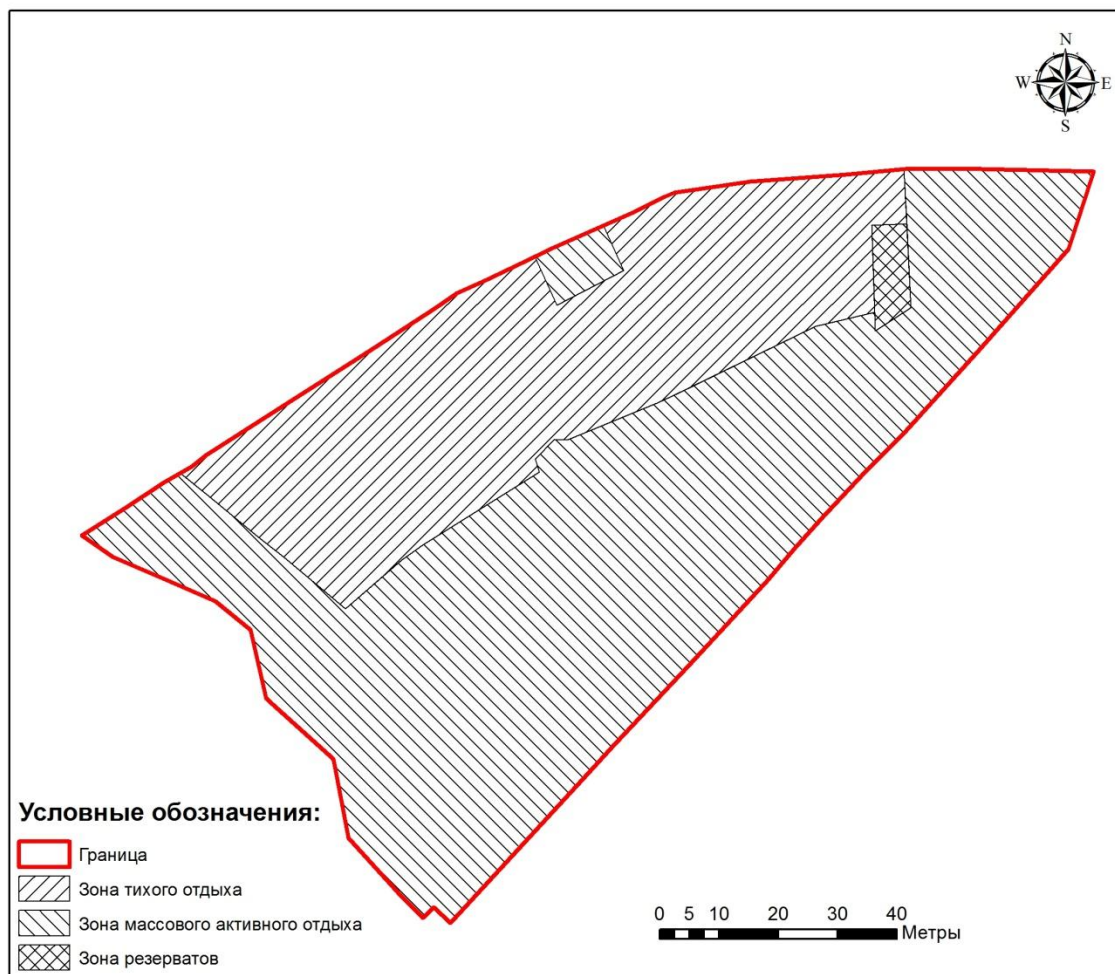 N
W E
S
Условные обозначения:
Граница
Зона тихого отдыха
Зона массового активного отдыха
Зона резерватов
0 5 10 20 30 40
Метры